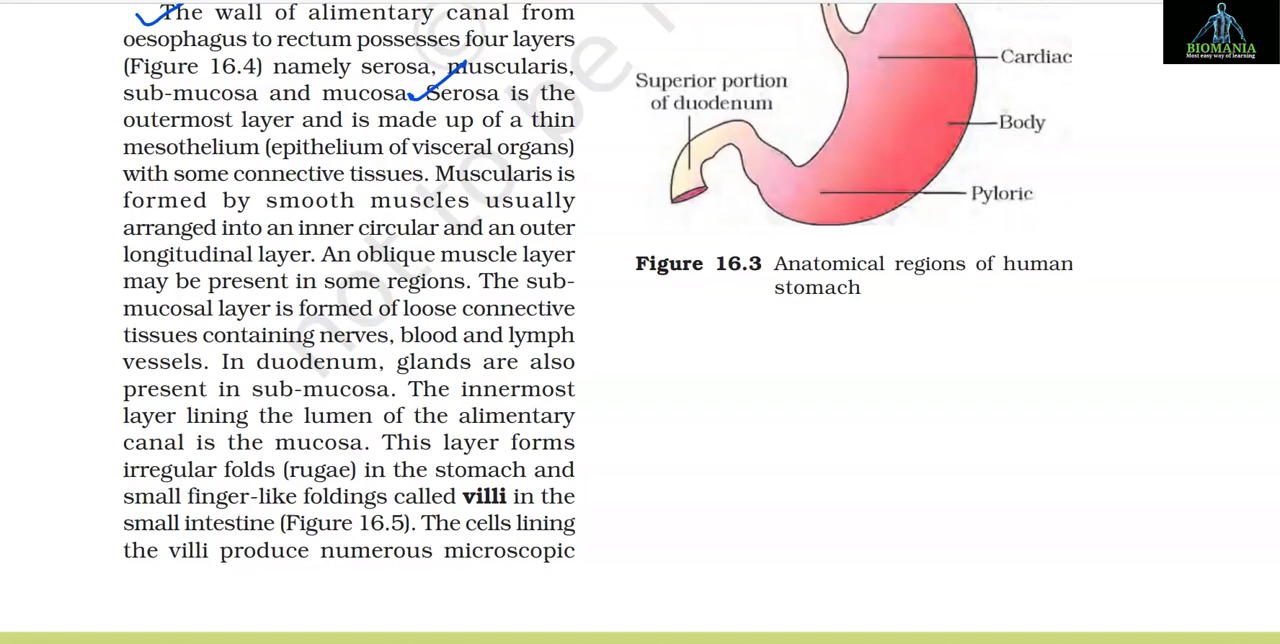 The wall of alimentary canal from
oesophagus to rectum possesses four layers
(Figure 16.4) namely serosa, muscularis,
sub-mucosa and mucosa. Serosa is the
outermost layer and is made up of a thin
mesothelium (epithelium of visceral organs)
with some connective tissues. Muscularis is
formed by smooth muscles usually
arranged into an inner circular and an outer
longitudinal layer. An oblique muscle layer
may be present in some regions. The sub-
mucosal layer is formed of loose connective
tissues containing nerves, blood and lymph
vessels. In duodenum, glands are also
present in sub-mucosa. The innermost
layer lining the lumen of the alimentary
canal is the mucosa. This layer forms
irregular folds (rugae) in the stomach and
small finger-like foldings called villi in the
small intestine (Figure 16.5). The cells lining
the villi produce numerous microscopic
Superior portion
of duodenum
Cardiac
Body
Pyloric
Figure 16.3 Anatomical regions of human
stomach
BIOMANIA
Most easy way of learning
© not to be r